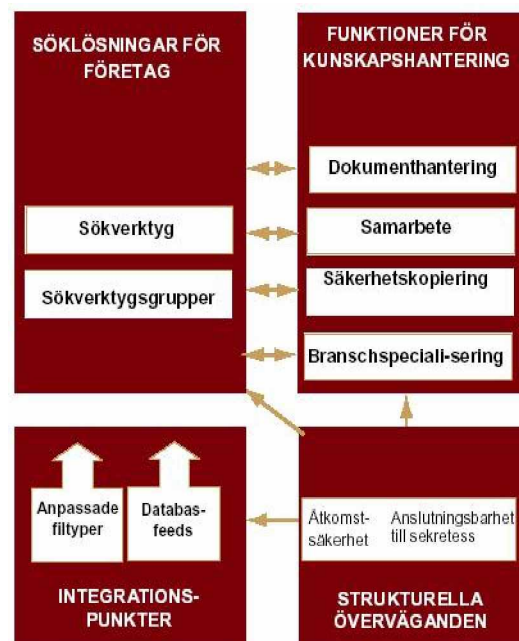 SÖKLÖSNINGAR FÖR
FÖRETAG
Sökverktyg
Sökverktygsgrupper
FUNKTIONER FÖR
KUNSKAPSHANTERING
Dokumenthantering
Samarbete
Säkerhetskopiering
Branschspeciali-sering
Anpassade
filtyper
Databas-
feeds
INTEGRATIONS-
PUNKTER
Åtkomst-
säkerhet
Anslutningsbarhet
till sekretess
STRUKTURELLA
ÖVERVÄGANDEN